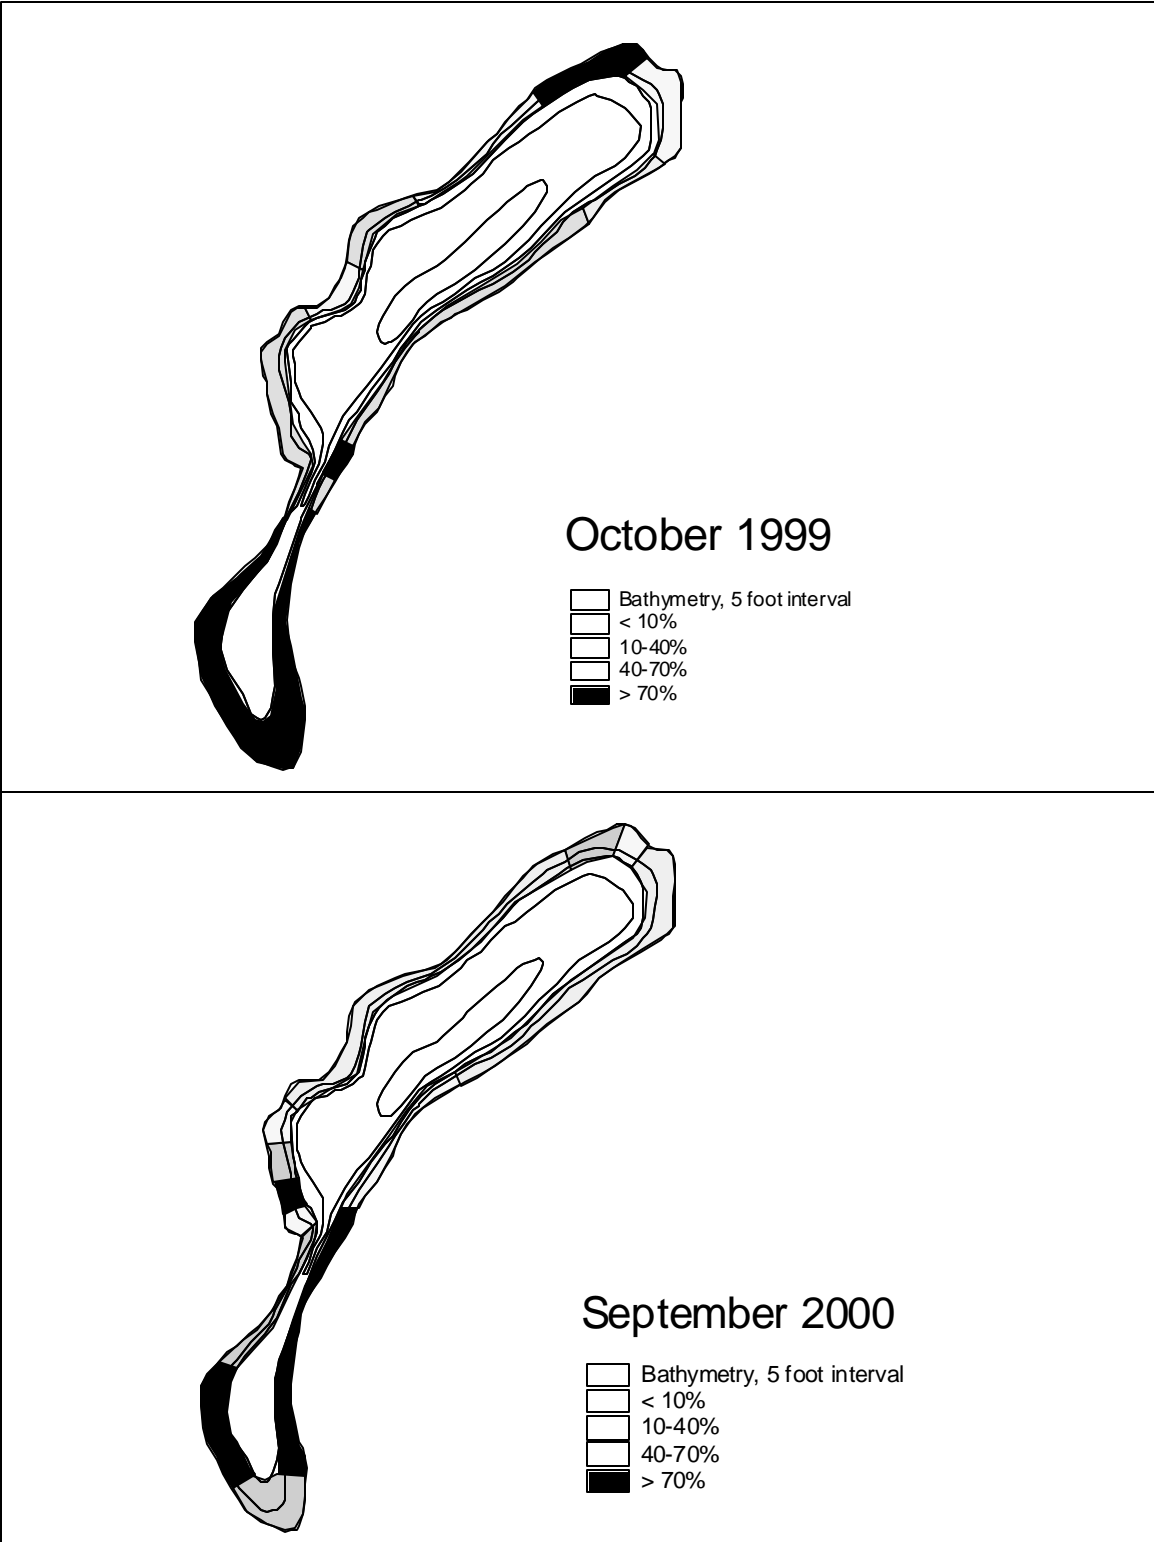 October 1999
Bathymetry, 5 foot interval
< 10%
10-40%
40-70%
> 70%
September 2000
Bathymetry, 5 foot interval
< 10%
10-40%
40-70%
> 70%